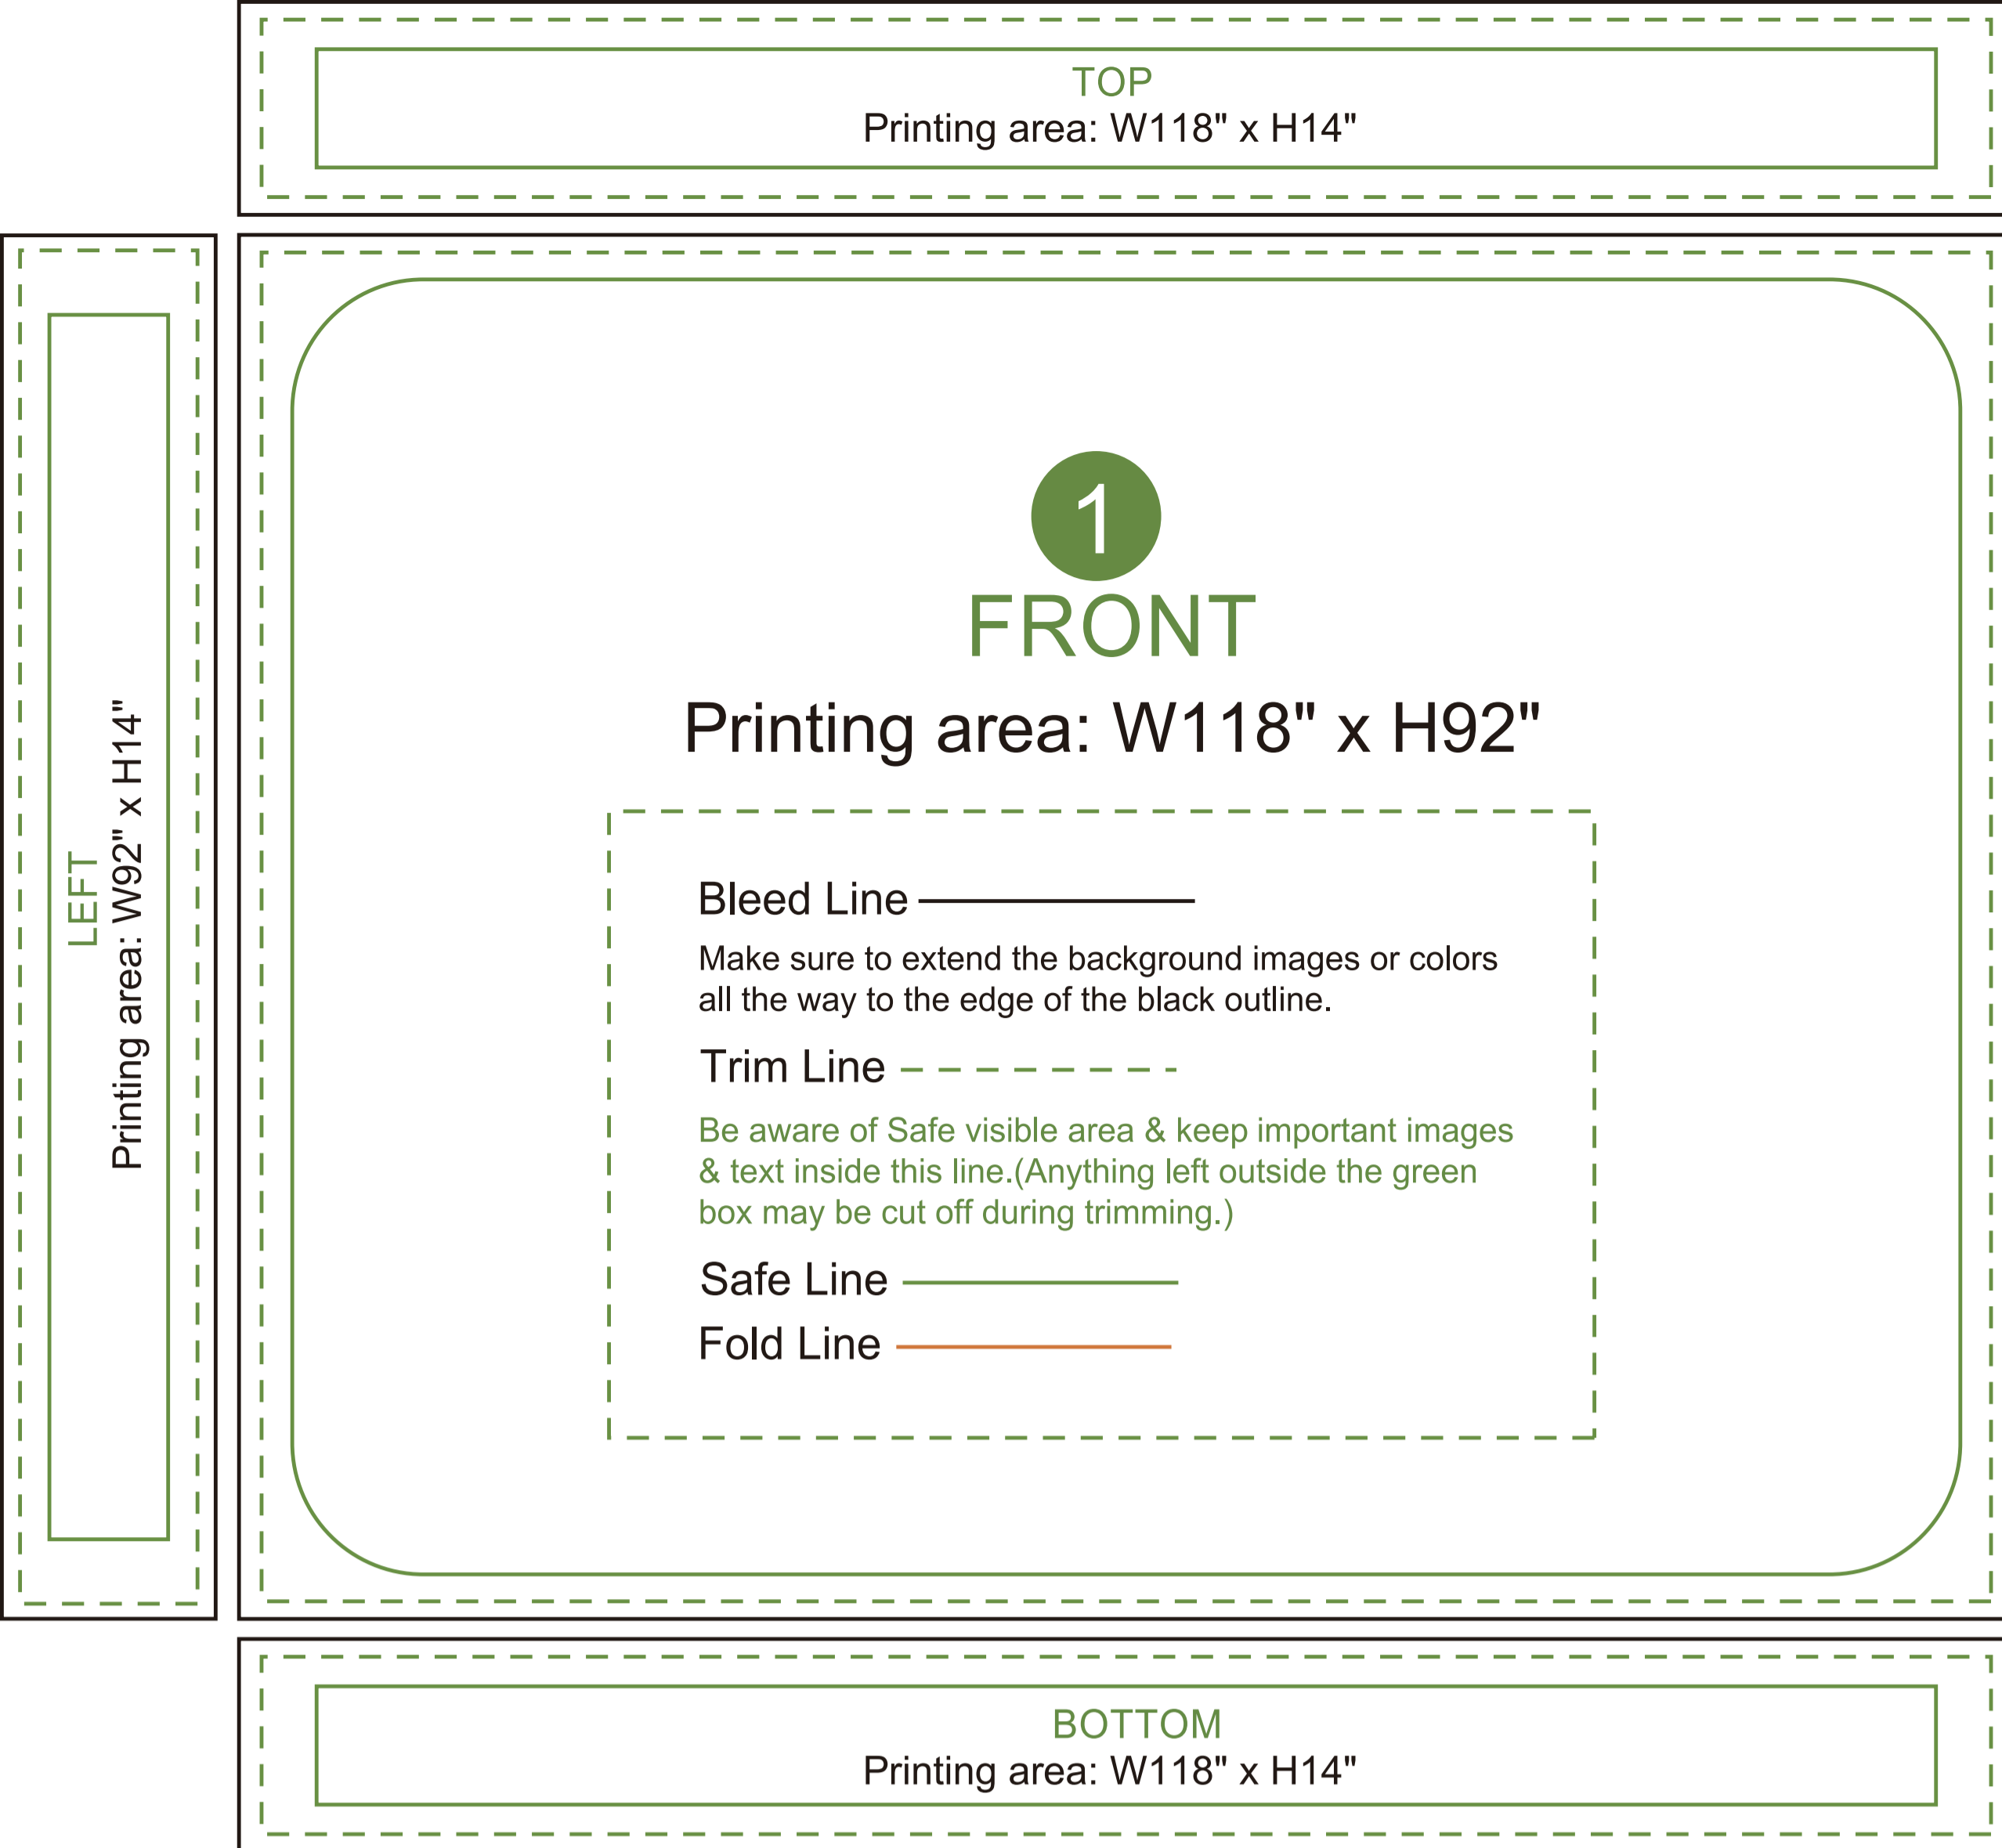 TOP
Printing area: W118" x H14"
LEFT
Printing area: W92" x H14"
1
FRONT
Printing area: W118" x H92"
Bleed Line
Make sure to extend the background images or colors
all the way to the edge of the black outline.
Trim Line
Be aware of Safe visible area & keep important images
& text inside this line.(Anything left outside the green
box may be cut off during trimming.)
Safe Line
Fold Line
BOTTOM
Printing area: W118" x H14"